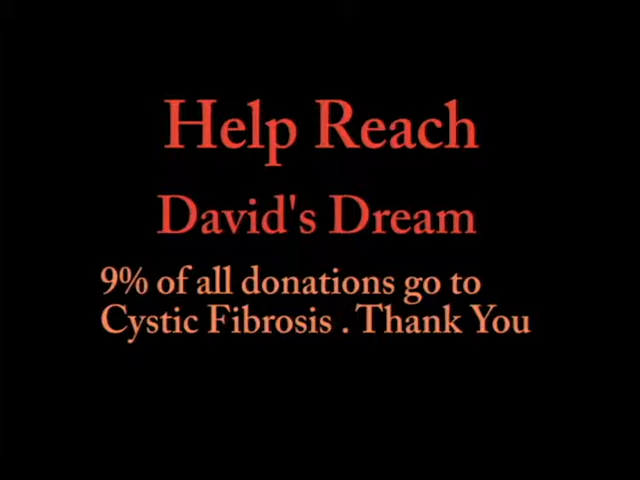 Help Reach
David's Dream
9% of all donations go to
Cystic Fibrosis . Thank You